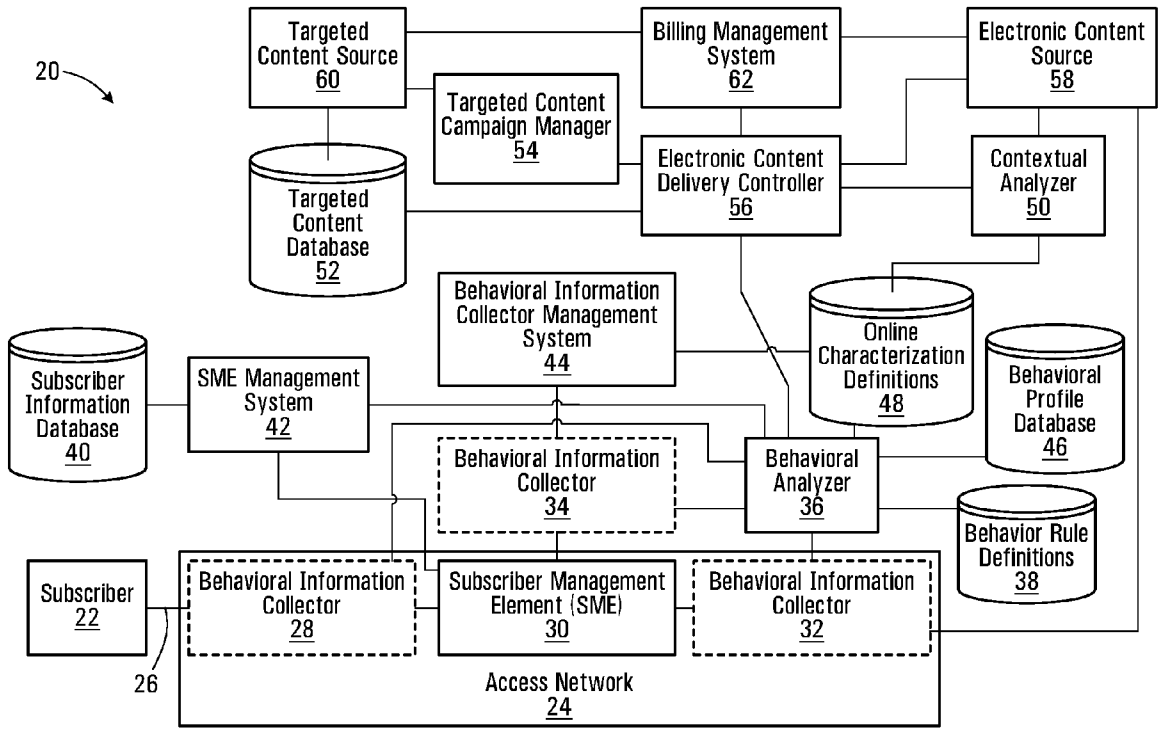 20
Targeted
Content Source
60
Billing Management
System
62
Electronic Content
Source
58
Targeted Content
Campaign Manager
54
Electronic Content
Delivery Controller
56
Contextual
Analyzer
50
Targeted
Content
Database
52
Behavioral Information
Collector Management
System
44
Online
Characterization
Definitions
48
Behavioral
Profile
Database
46
Subscriber
Information
Database
40
SME Management
System
42
Behavioral Information
Collector
34
Behavioral
Analyzer
36
Behavior Rule
Definitions
38
Subscriber
22
26
Behavioral Information
Collector
28
Subscriber Management
Element (SME)
30
Behavioral Information
Collector
32
Access Network
24